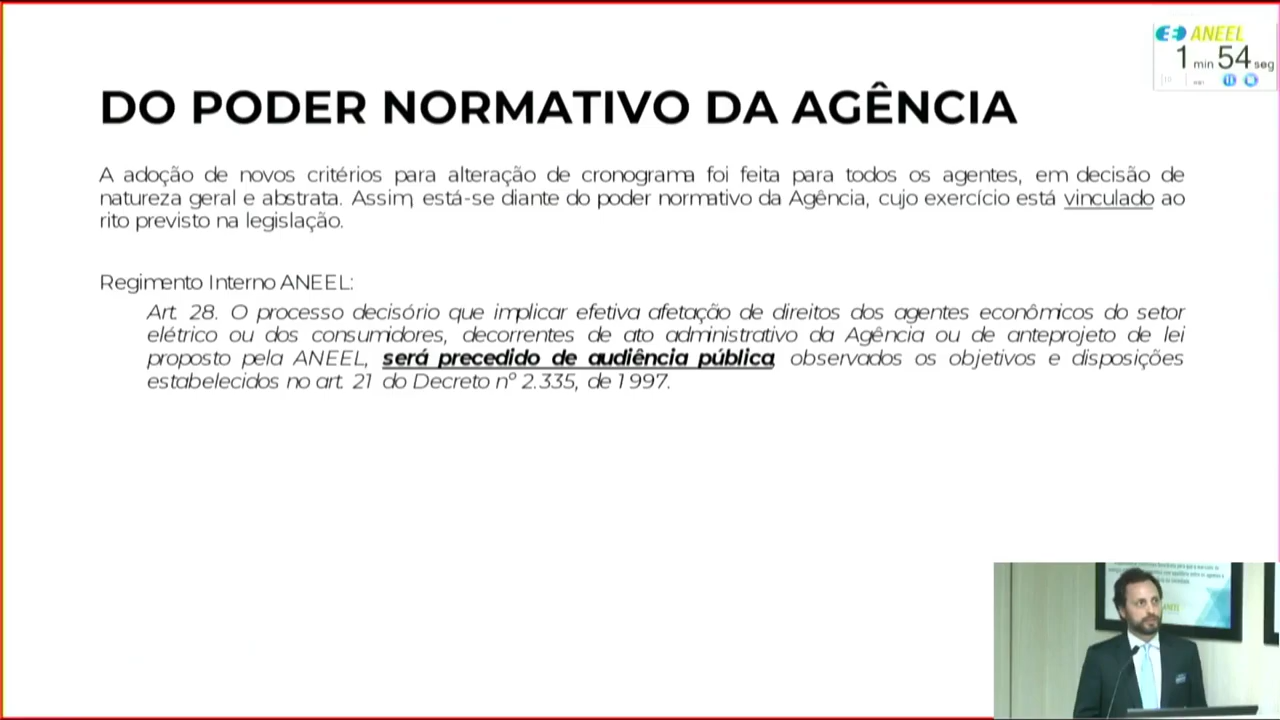 ANEEL
1 min 54 seg
DO PODER NORMATIVO DA AGÊNCIA
A adoção de novos critérios para alteração de cronograma foi feita para todos os agentes, em decisão de
natureza geral e abstrata. Assim, está-se diante do poder normativo da Agência, cujo exercício está vinculado ao
rito previsto na legislação.
Regimento Interno ANEEL:
Art. 28. O processo decisório que implicar efetiva afetação de direitos dos agentes econômicos do setor
elétrico ou dos consumidores, decorrentes de ato administrativo da Agência ou de anteprojeto de lei
proposto pela ANEEL, será precedido de audiência pública, observados os objetivos e disposições
estabelecidos no art. 21 do Decreto nº 2.335, de 1997.